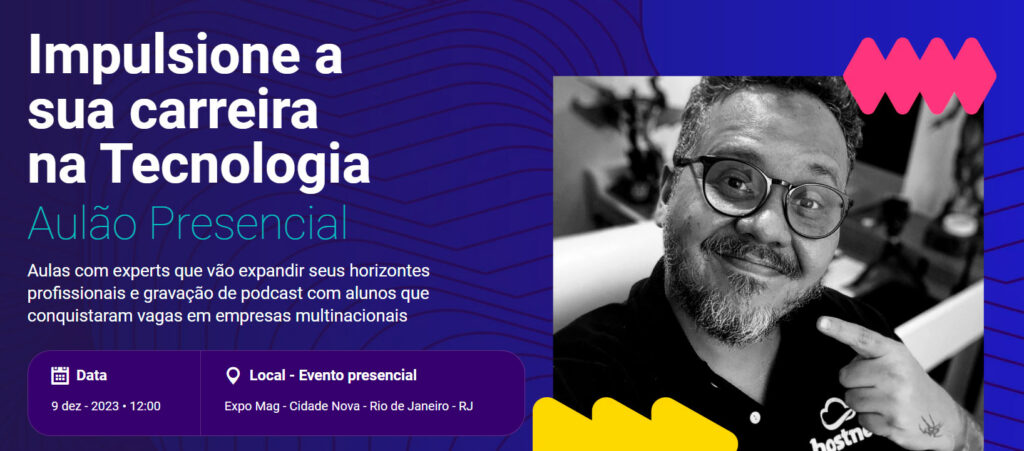 Impulsione a
sua carreira
na Tecnologia
Aulão Presencial
Aulas com experts que vão expandir seus horizontes
profissionais e gravação de podcast com alunos que
conquistaram vagas em empresas multinacionais
Data
9 dez - 2023 • 12:00
Local - Evento presencial
Expo Mag - Cidade Nova - Rio de Janeiro - RJ